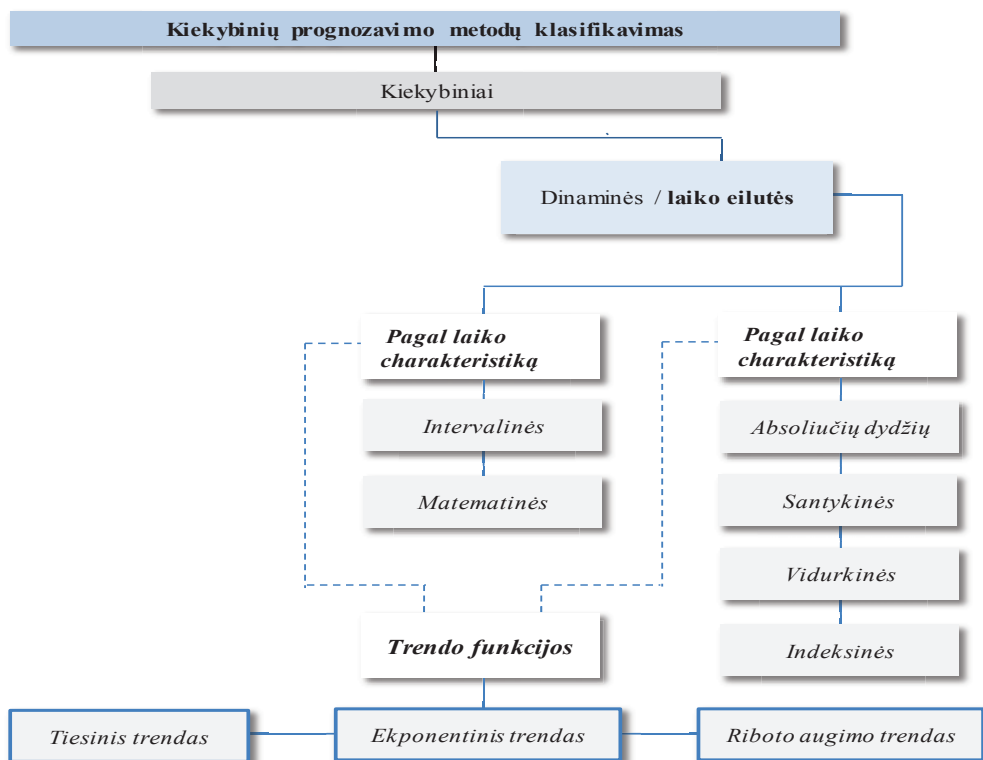 Kiekybinių prognozavimo metodų klasifikavimas
Kiekybiniai
Dinaminės / laiko eilutės
Pagal laiko
charakteristiką
Intervalinės
Matematinės
Pagal laiko
charakteristiką
Absoliučių dydžių
Santykinės
Vidurkinės
Indeksinės
Trendo funkcijos
Tiesinis trendas
Ekponentinis trendas
Riboto augimo trendas